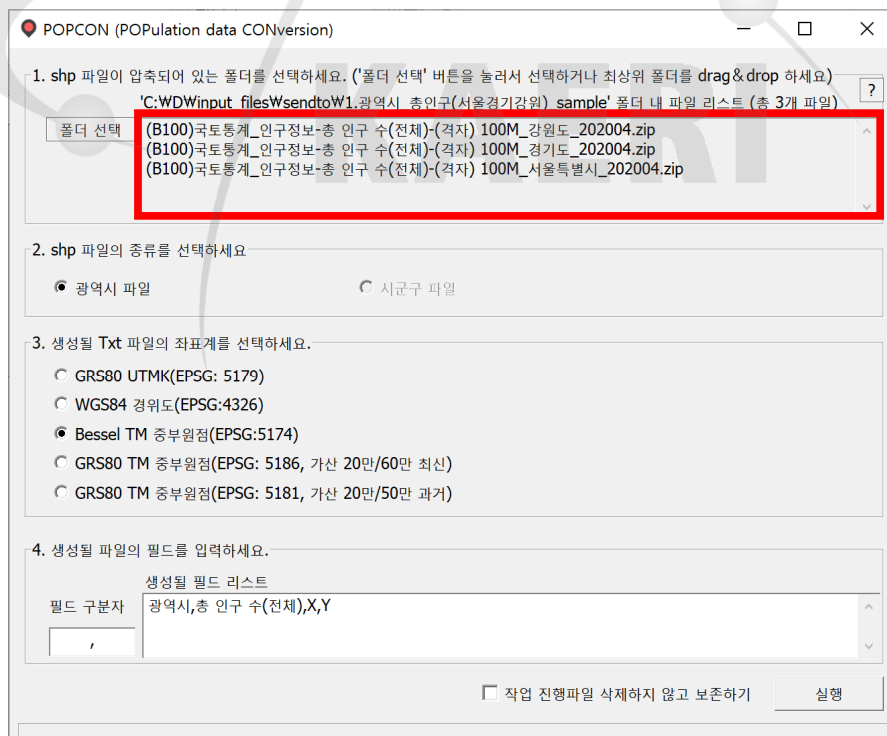 POPCON (POPulation data CONversion)
1. shp 파일이 압축되어 있는 폴더를 선택하세요. ('폴더 선택' 버튼을 눌러서 선택하거나 최상위 폴더를 drag&drop 하세요)
?
'C:₩D₩input_files₩sendto₩1.광역시_총인구(서울경기강원)_sample' 폴더 내 파일 리스트 (총 3개 파일)
폴더 선택
(B100)국토통계_인구정보-총 인구 수(전체)-(격자) 100M_강원도_202004.zip
(B100)국토통계_인구정보-총 인구 수(전체)-(격자) 100M_경기도_202004.zip
(B100)국토통계_인구정보-총 인구 수(전체)-(격자) 100M_서울특별시_202004.zip
KAERI
2. shp 파일의 종류를 선택하세요
광역시 파일 시군구 파일
3. 생성될 Txt 파일의 좌표계를 선택하세요.
GRS80 UTMK(EPSG: 5179)
WGS84 경위도(EPSG:4326)
Bessel TM 중부원점(EPSG:5174)
GRS80 TM 중부원점(EPSG: 5186, 가산 20만/60만 최신)
GRS80 TM 중부원점(EPSG: 5181, 가산 20만/50만 과거)
4. 생성될 파일의 필드를 입력하세요.
생성될 필드 리스트
필드 구분자
광역시,총 인구 수(전체),X,Y
,
작업 진행파일 삭제하지 않고 보존하기
실행